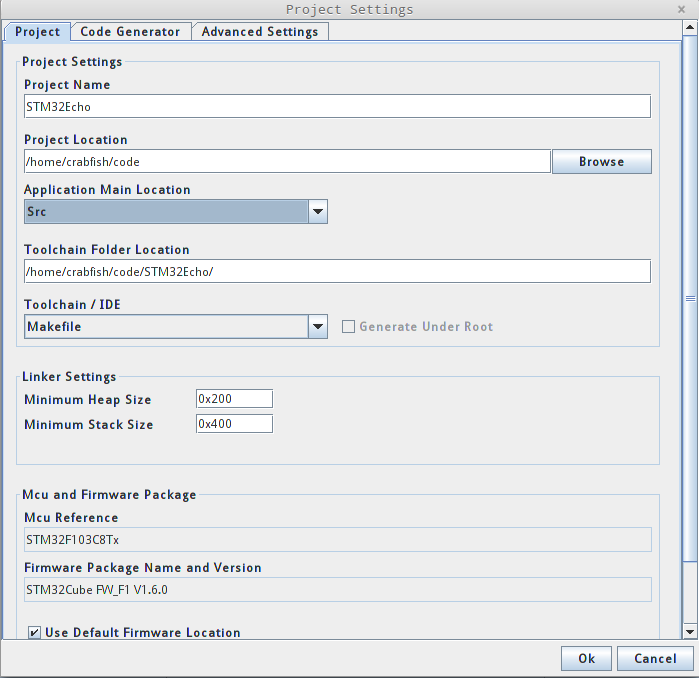 Project Settings
Project
Code Generator
Advanced Settings
Project Settings
Project Name
STM32Echo
Project Location
/home/crabfish/code
Browse
Application Main Location
Src
Toolchain Folder Location
/home/crabfish/code/STM32Echo/
Toolchain / IDE
Makefile
Generate Under Root
Linker Settings
Minimum Heap Size
0x200
Minimum Stack Size
0x400
Mcu and Firmware Package
Mcu Reference
STM32F103C8Tx
Firmware Package Name and Version
STM32Cube FW_F1 V1.6.0
Use Default Firmware Location
Ok
Cancel